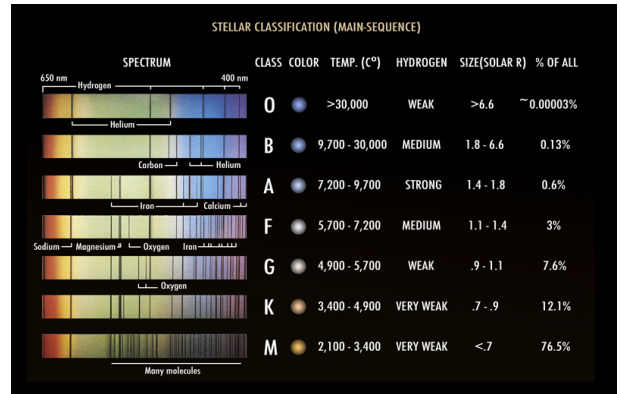 STELLAR CLASSIFICATION (MAIN-SEQUENCE)
SPECTRUM CLASS COLOR TEMP. (C°) HYDROGEN SIZE(SOLAR R) % OF ALL
650 nm 400 nm
Hydrogen
O >30,000 WEAK >6.6 ~0.00003%
Helium
B 9,700 - 30,000 MEDIUM 1.8 - 6.6 0.13%
Carbon Helium
A 7,200 - 9,700 STRONG 1.4 - 1.8 0.6%
Iron Calcium
F 5,700 - 7,200 MEDIUM 1.1 - 1.4 3%
Sodium Magnesium Oxygen Iron
G 4,900 - 5,700 WEAK .9 - 1.1 7.6%
Oxygen
K 3,400 - 4,900 VERY WEAK .7 - .9 12.1%
M 2,100 - 3,400 VERY WEAK <.7 76.5%
Many molecules